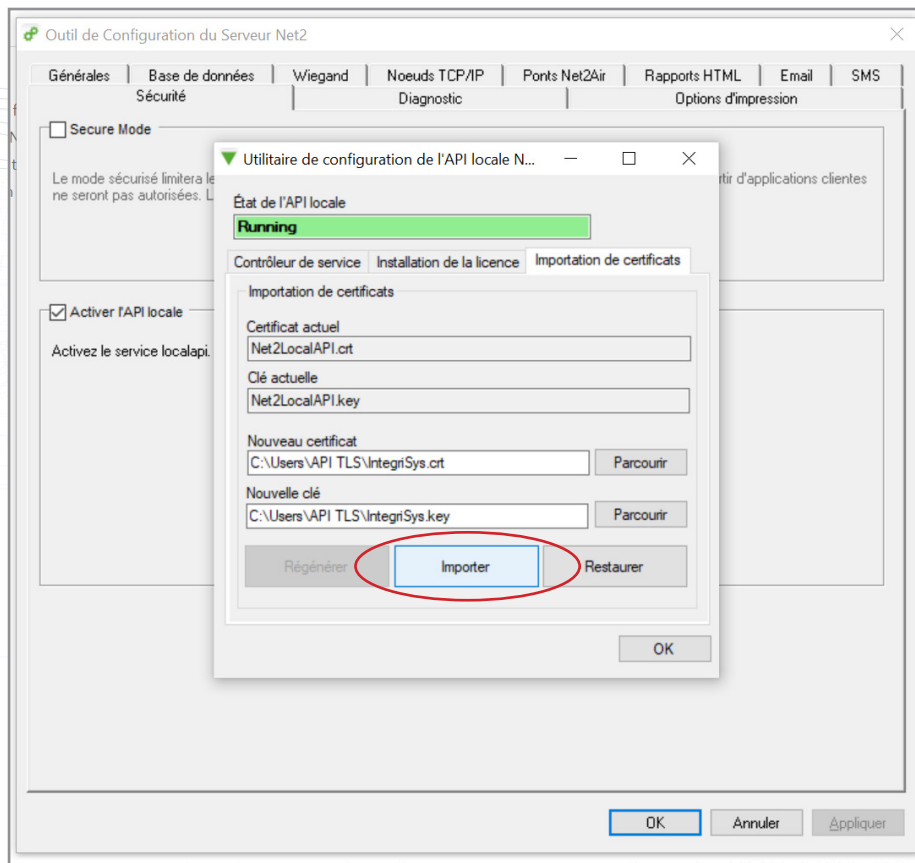 Outil de Configuration du Serveur Net2
Générales Base de données Wiegand Noeuds TCP/IP Ponts Net2Air Rapports HTML Email SMS
Sécurité Diagnostic Options d'impression
Secure Mode
Le mode sécurisé limitera le
rtir d'applications clientes
ne seront pas autorisées. L
Utilitaire de configuration de l'API locale N...
État de l'API locale
Running
Contrôleur de service Installation de la licence Importation de certificats
Importation de certificats
Certificat actuel
Net2LocalAPI.crt
Clé actuelle
Net2LocalAPI.key
Nouveau certificat
C:\Users\API TLS\IntegriSys.crt Parcourir
Nouvelle clé
C:\Users\API TLS\IntegriSys.key Parcourir
Régénérer Importer Restaurer
OK
Activer l'API locale
Activez le service localapi.
OK Annuler Appliquer